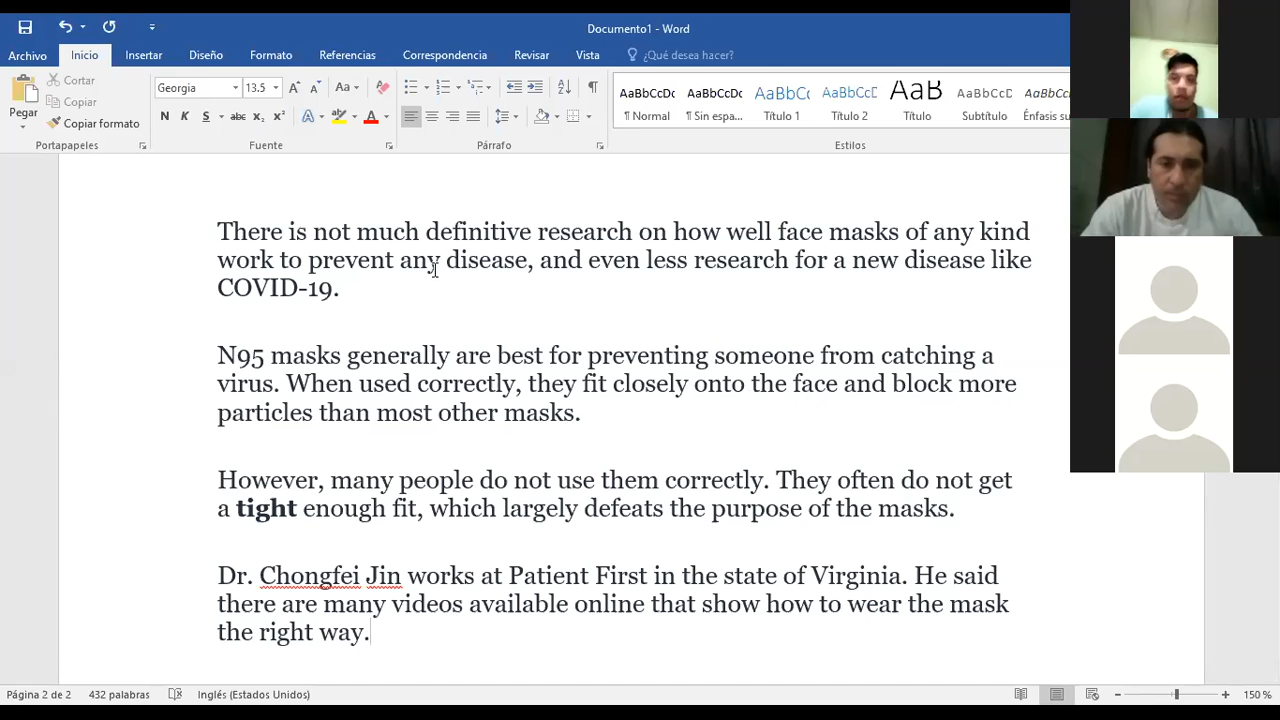 Documento1 - Word
Archivo Inicio Insertar Diseño Formato Referencias Correspondencia Revisar Vista ¿Qué desea hacer?
Pegar
Cortar
Copiar
Copiar formato
Portapapeles
Georgia 13.5
Aa
N K S abc x₂ x²
A
Fuente
Párrafo
AaBbCcDc AaBbCcDc AaBbCc AaBbCcD AaB AaBbCcD AaBbCcDc
¶ Normal ¶ Sin espa... Título 1 Título 2 Título Subtítulo Énfasis su
Estilos
There is not much definitive research on how well face masks of any kind
work to prevent any disease, and even less research for a new disease like
COVID-19.
N95 masks generally are best for preventing someone from catching a
virus. When used correctly, they fit closely onto the face and block more
particles than most other masks.
However, many people do not use them correctly. They often do not get
a tight enough fit, which largely defeats the purpose of the masks.
Dr. Chongfei Jin works at Patient First in the state of Virginia. He said
there are many videos available online that show how to wear the mask
the right way.
Página 2 de 2 432 palabras Inglés (Estados Unidos) 150 %